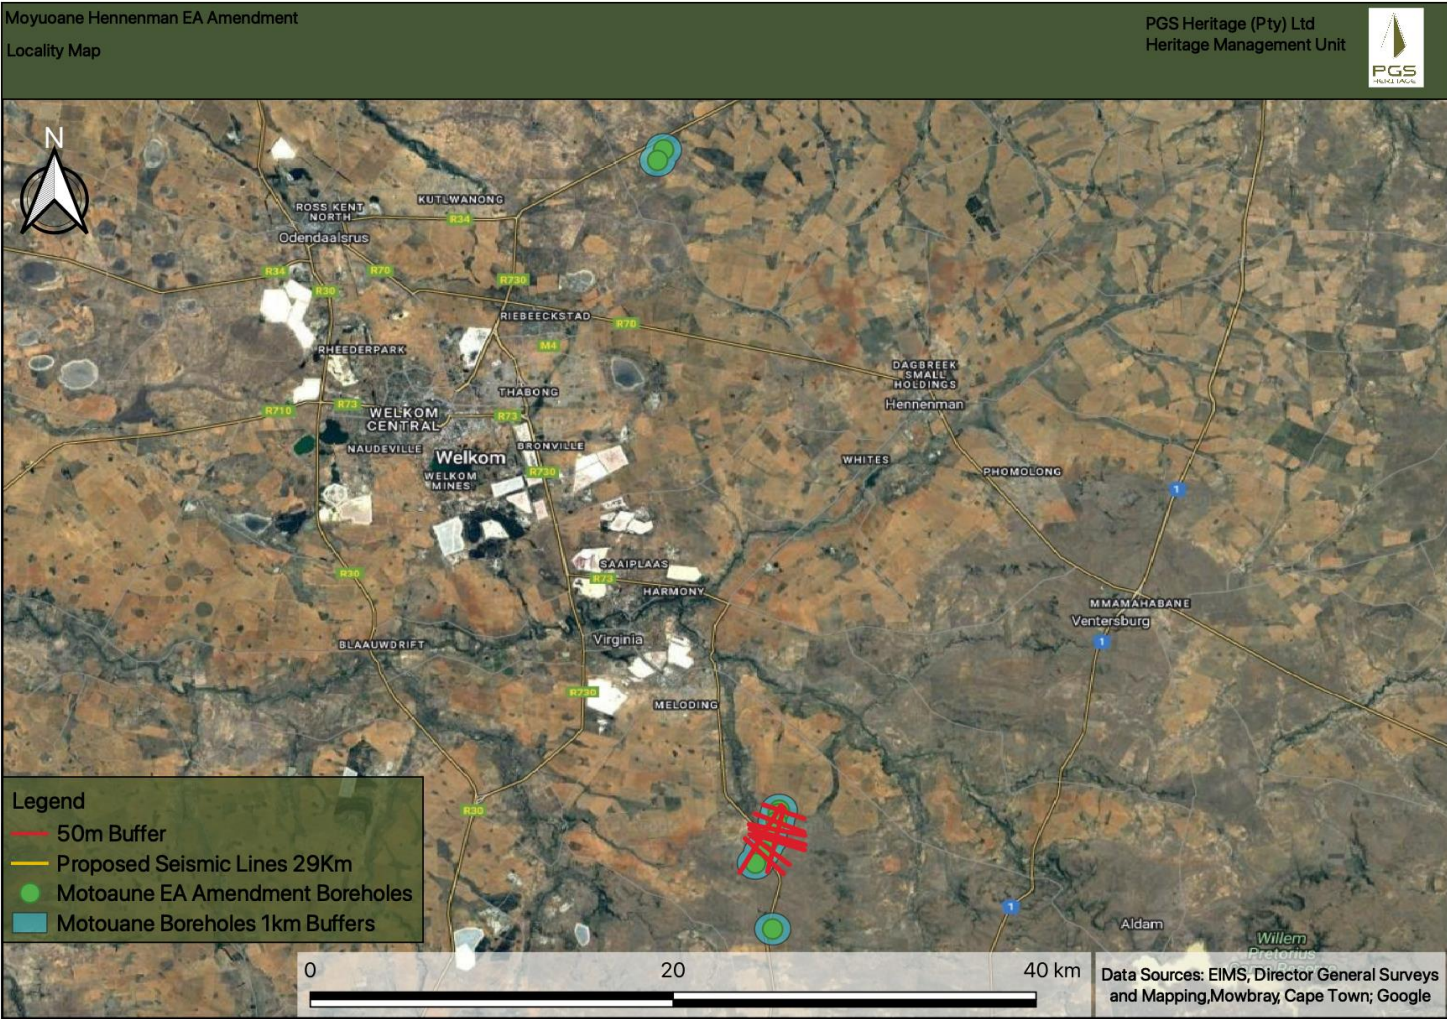 Moyuoane Hennenman EA Amendment
Locality Map
PGS Heritage (Pty) Ltd
Heritage Management Unit
PGS
HERITAGE
N
ROSS KENT
NORTH
KUTLWANONG
R34
Odendaalsrus
R34
R70
R30
R730
RIEBEECKSTAD
R70
M4
RHEEDERPARK
DAGBREEK
SMALL
HOLDINGS
Hennenman
THABONG
R710
R73
WELKOM
CENTRAL
R73
NAUDEVILLE
BRONVILLE
Welkom
WELKOM
MINES
R730
WHITES
PHOMOLONG
1
R30
SAAIPLAAS
R73
HARMONY
MMAMAHABANE
Ventersburg
1
BLAAUWDRIFT
Virginia
R730
MELODING
R30
Legend
50m Buffer
Proposed Seismic Lines 29Km
Motoaune EA Amendment Boreholes
Motouane Boreholes 1km Buffers
1
Aldam
Willem
Pretorius
0 20 40 km
Data Sources: EIMS, Director General Surveys
and Mapping,Mowbray, Cape Town; Google